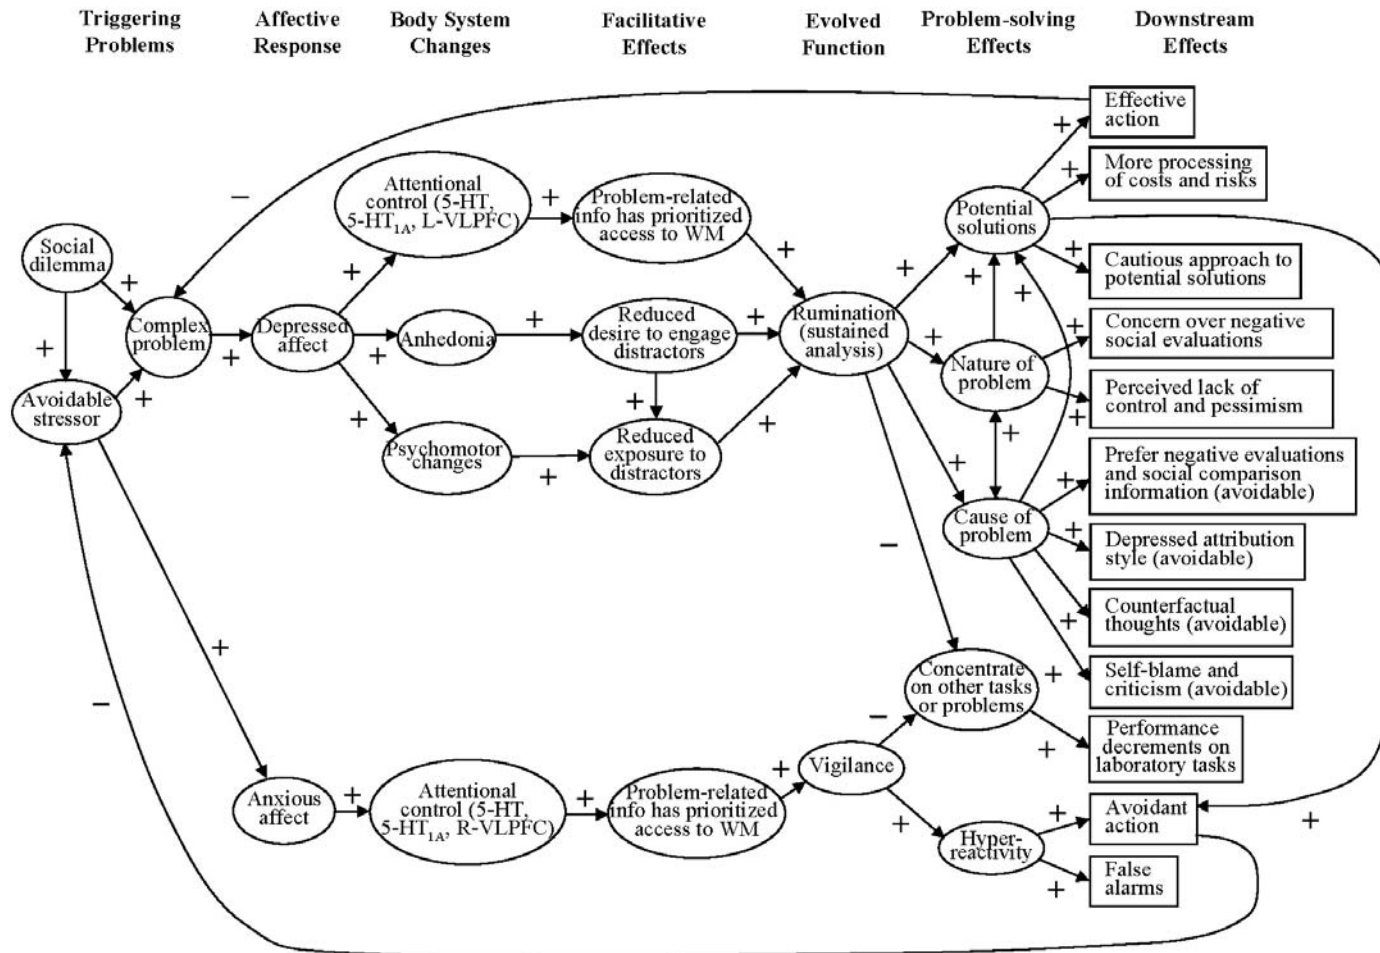 Triggering
Problems
Affective
Response
Body System
Changes
Facilitative
Effects
Evolved
Function
Problem-solving
Effects
Downstream
Effects
Social
dilemma
Avoidable
stressor
Complex
problem
Depressed
affect
Anxious
affect
Attentional
control (5-HT,
5-HT1A, L-VLPFC)
Anhedonia
Psychomotor
changes
Attentional
control (5-HT,
5-HT1A, R-VLPFC)
Problem-related
info has prioritized
access to WM
Reduced
desire to engage
distractors
Reduced
exposure to
distractors
Problem-related
info has prioritized
access to WM
Rumination
(sustained
analysis)
Vigilance
Potential
solutions
Nature of
problem
Cause of
problem
Concentrate
on other tasks
or problems
Hyper-
reactivity
Effective
action
More processing
of costs and risks
Cautious approach to
potential solutions
Concern over negative
social evaluations
Perceived lack of
control and pessimism
Prefer negative evaluations
and social comparison
information (avoidable)
Depressed attribution
style (avoidable)
Counterfactual
thoughts (avoidable)
Self-blame and
criticism (avoidable)
Performance
decrements on
laboratory tasks
Avoidant
action
False
alarms